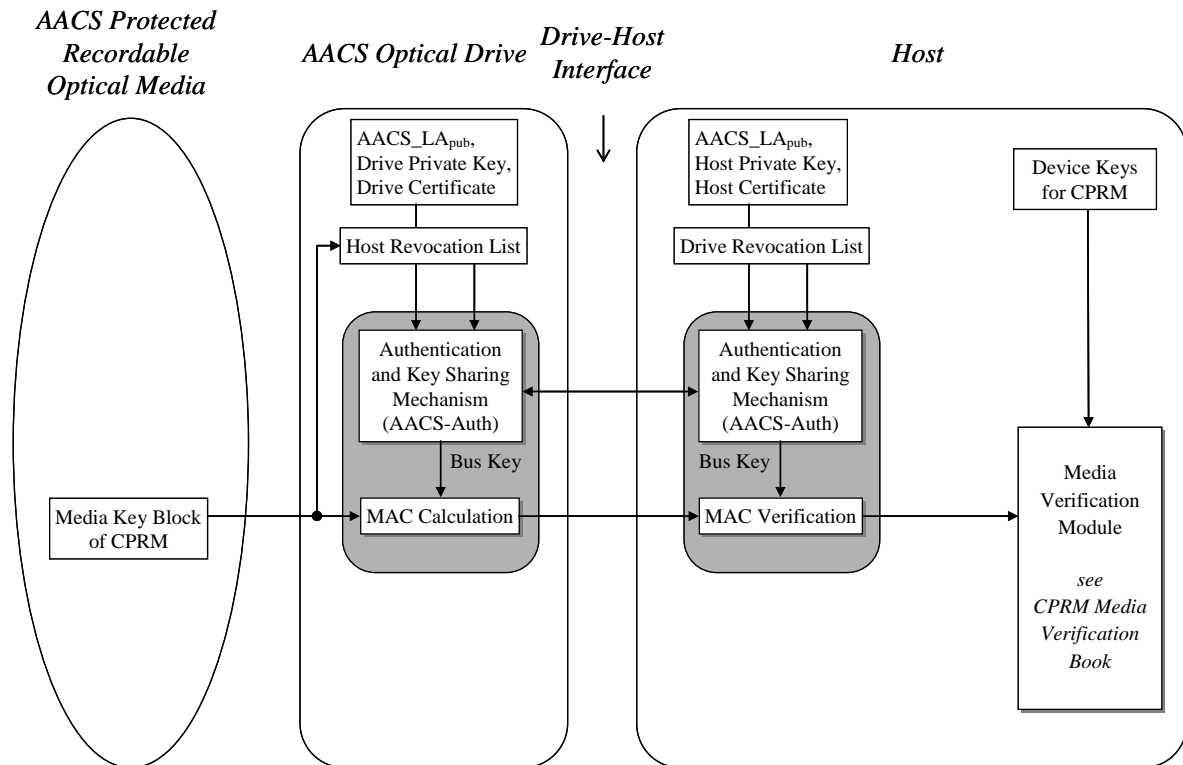 AACS Protected
Recordable
Optical Media
AACS Optical Drive
Drive-Host
Interface
Host
AACS_LApub,
Drive Private Key,
Drive Certificate
AACS_LApub,
Host Private Key,
Host Certificate
Device Keys
for CPRM
Host Revocation List
Drive Revocation List
Authentication
and Key Sharing
Mechanism
(AACS-Auth)
Authentication
and Key Sharing
Mechanism
(AACS-Auth)
Bus Key
Bus Key
Media Key Block
of CPRM
MAC Calculation
MAC Verification
Media
Verification
Module
see
CPRM Media
Verification
Book